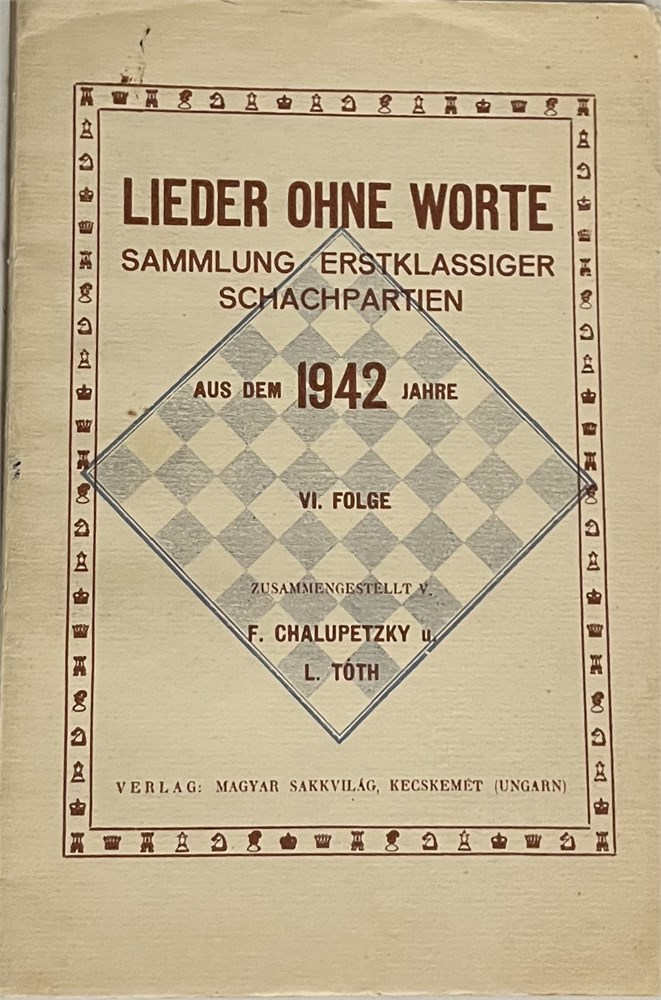 LIEDER OHNE WORTE
SAMMLUNG ERSTKLASSIGER
SCHACHPARTIEN
AUS DEM 1942 JAHRE
VI. FOLGE
ZUSAMMENGESTELLT V.
F. CHALUPETZKY u.
L. TÓTH
VERLAG: MAGYAR SAKKVILÁG, KECSKEMÉT (UNGARN)